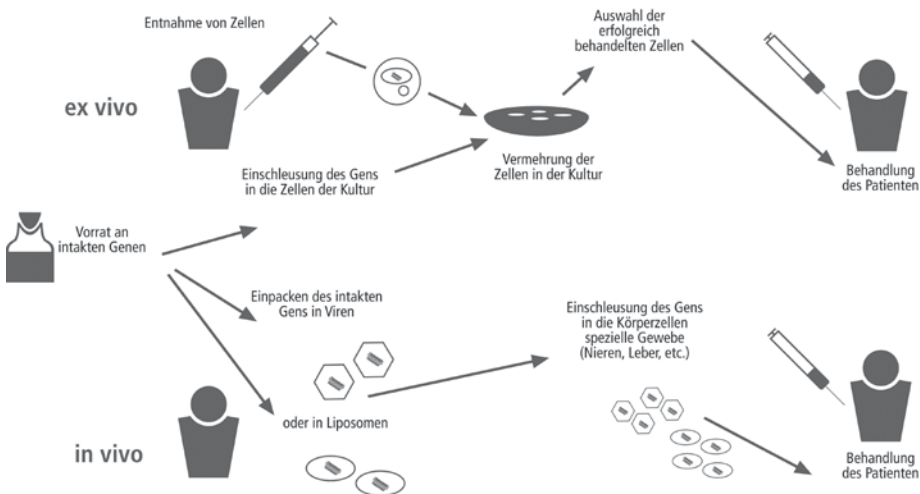 Entnahme von Zellen
Auswahl der
erfolgreich
behandelten Zellen
ex vivo
Einschleusung des Gens
in die Zellen der Kultur
Vermehrung der
Zellen in der Kultur
Behandlung
des Patienten
Vorrat an
intakten Genen
Einpacken des intakten
Gens in Viren
Einschleusung des Gens
in die Körperzellen
spezielle Gewebe
(Nieren, Leber, etc.)
oder in Liposomen
in vivo
Behandlung
des Patienten